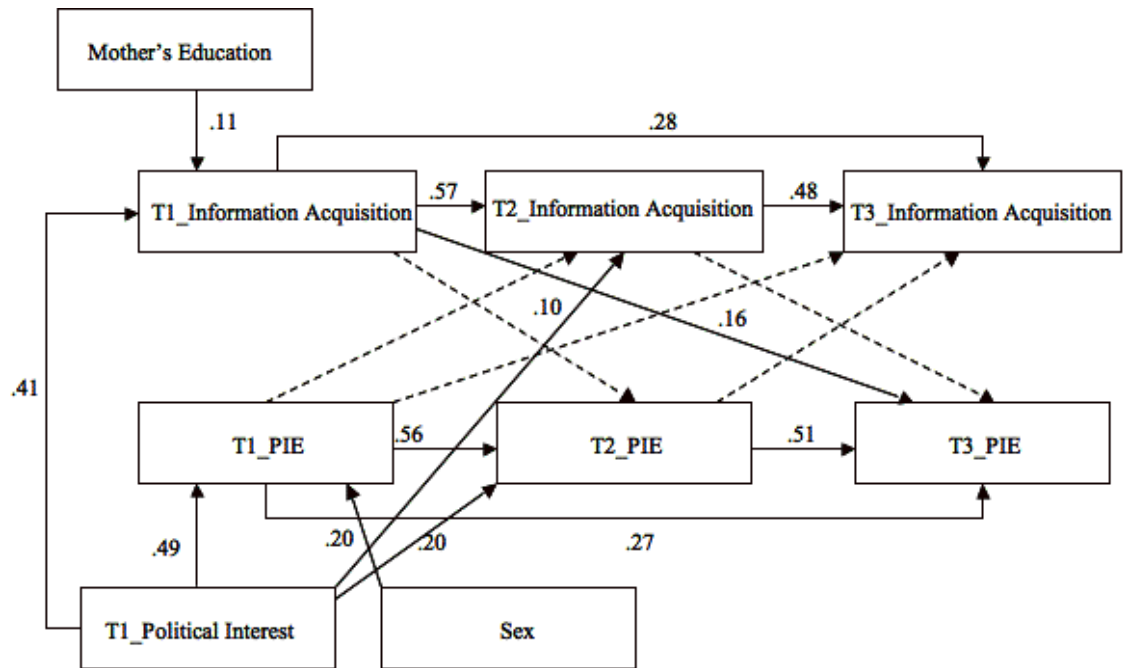 Mother's Education
.11
.28
T1_Information Acquisition
.57
T2_Information Acquisition
.48
T3_Information Acquisition
.10
.16
.41
T1_PIE
.56
T2_PIE
.51
T3_PIE
.49
.20
.20
.27
T1_Political Interest
Sex